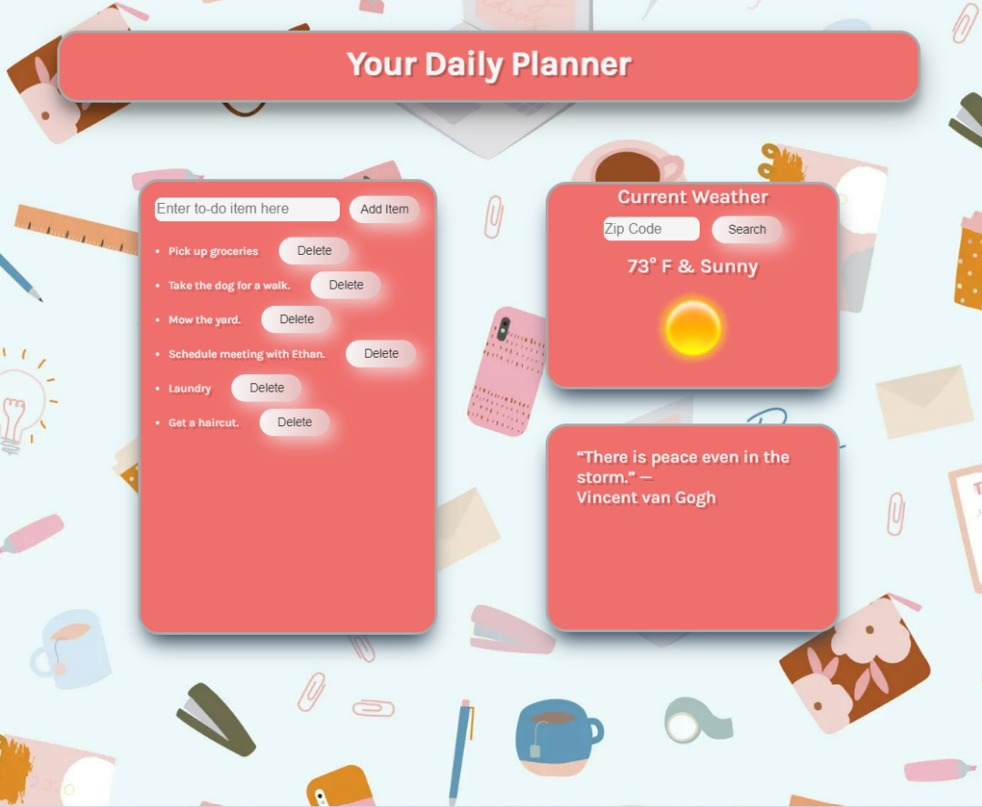 Your Daily Planner
Enter to-do item here Add Item
Pick up groceries Delete
Take the dog for a walk. Delete
Mow the yard. Delete
Schedule meeting with Ethan. Delete
Laundry Delete
Get a haircut. Delete
Current Weather
Zip Code Search
73° F & Sunny
“There is peace even in the
storm.” —
Vincent van Gogh